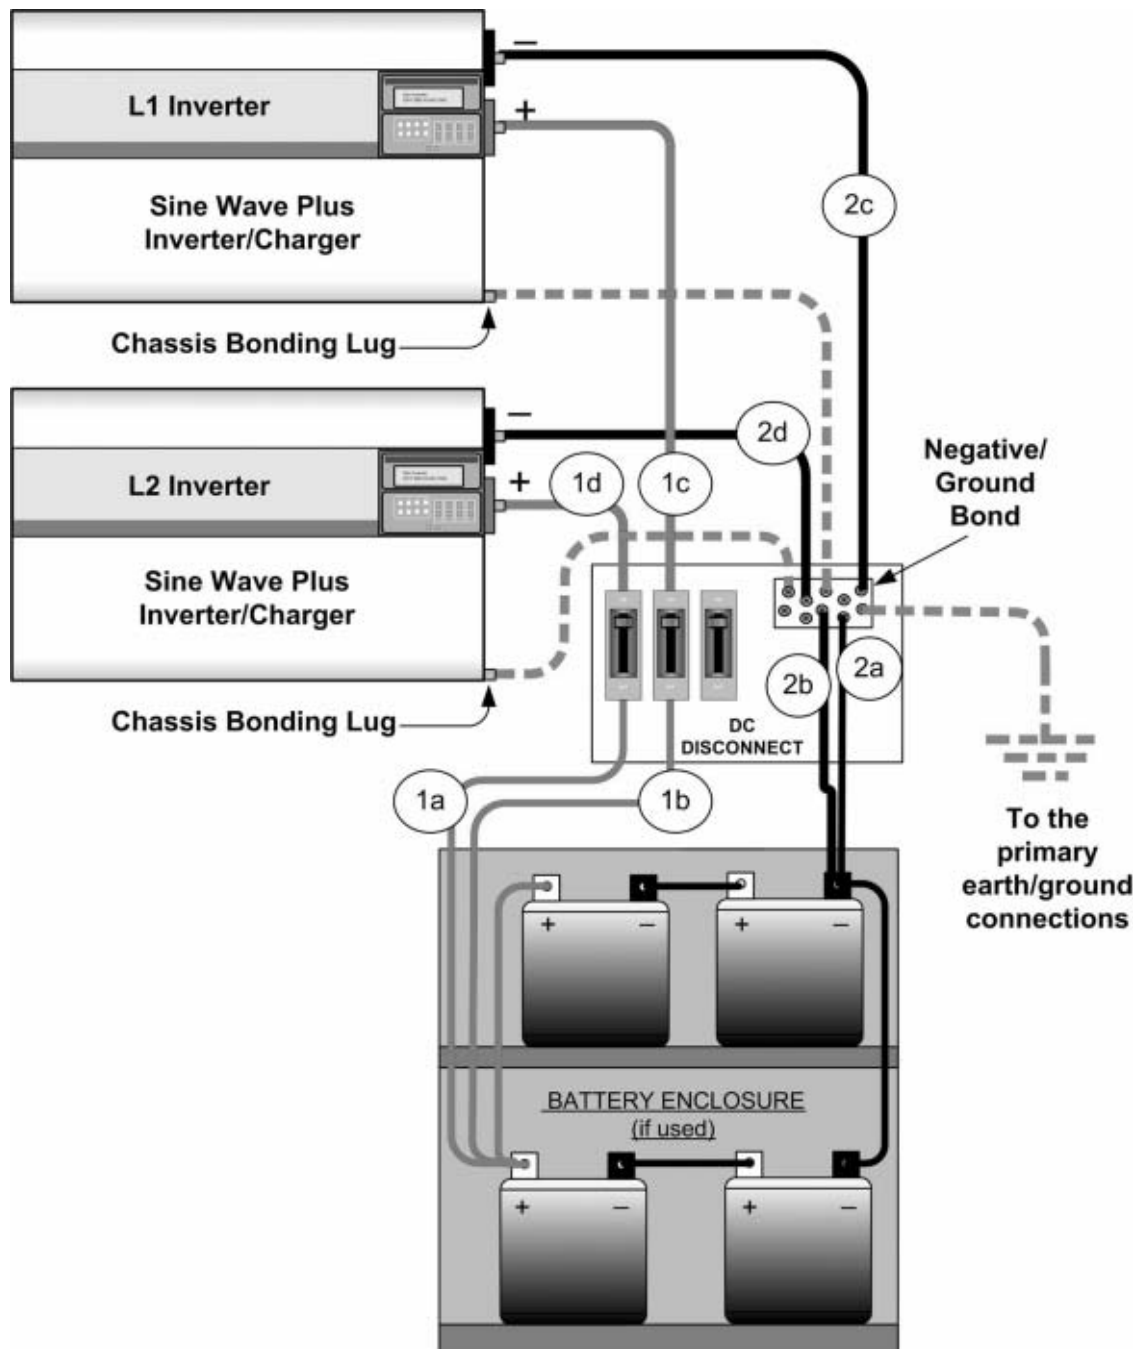 −
L1 Inverter
+
Sine Wave Plus
Inverter/Charger
2c
Chassis Bonding Lug
−
2d
L2 Inverter
+
1d
1c
Negative/
Ground
Bond
Sine Wave Plus
Inverter/Charger
2b
2a
Chassis Bonding Lug
DC
DISCONNECT
1a
1b
To the
primary
earth/ground
connections
+ −
+ −
BATTERY ENCLOSURE
(if used)
+ −
+ −